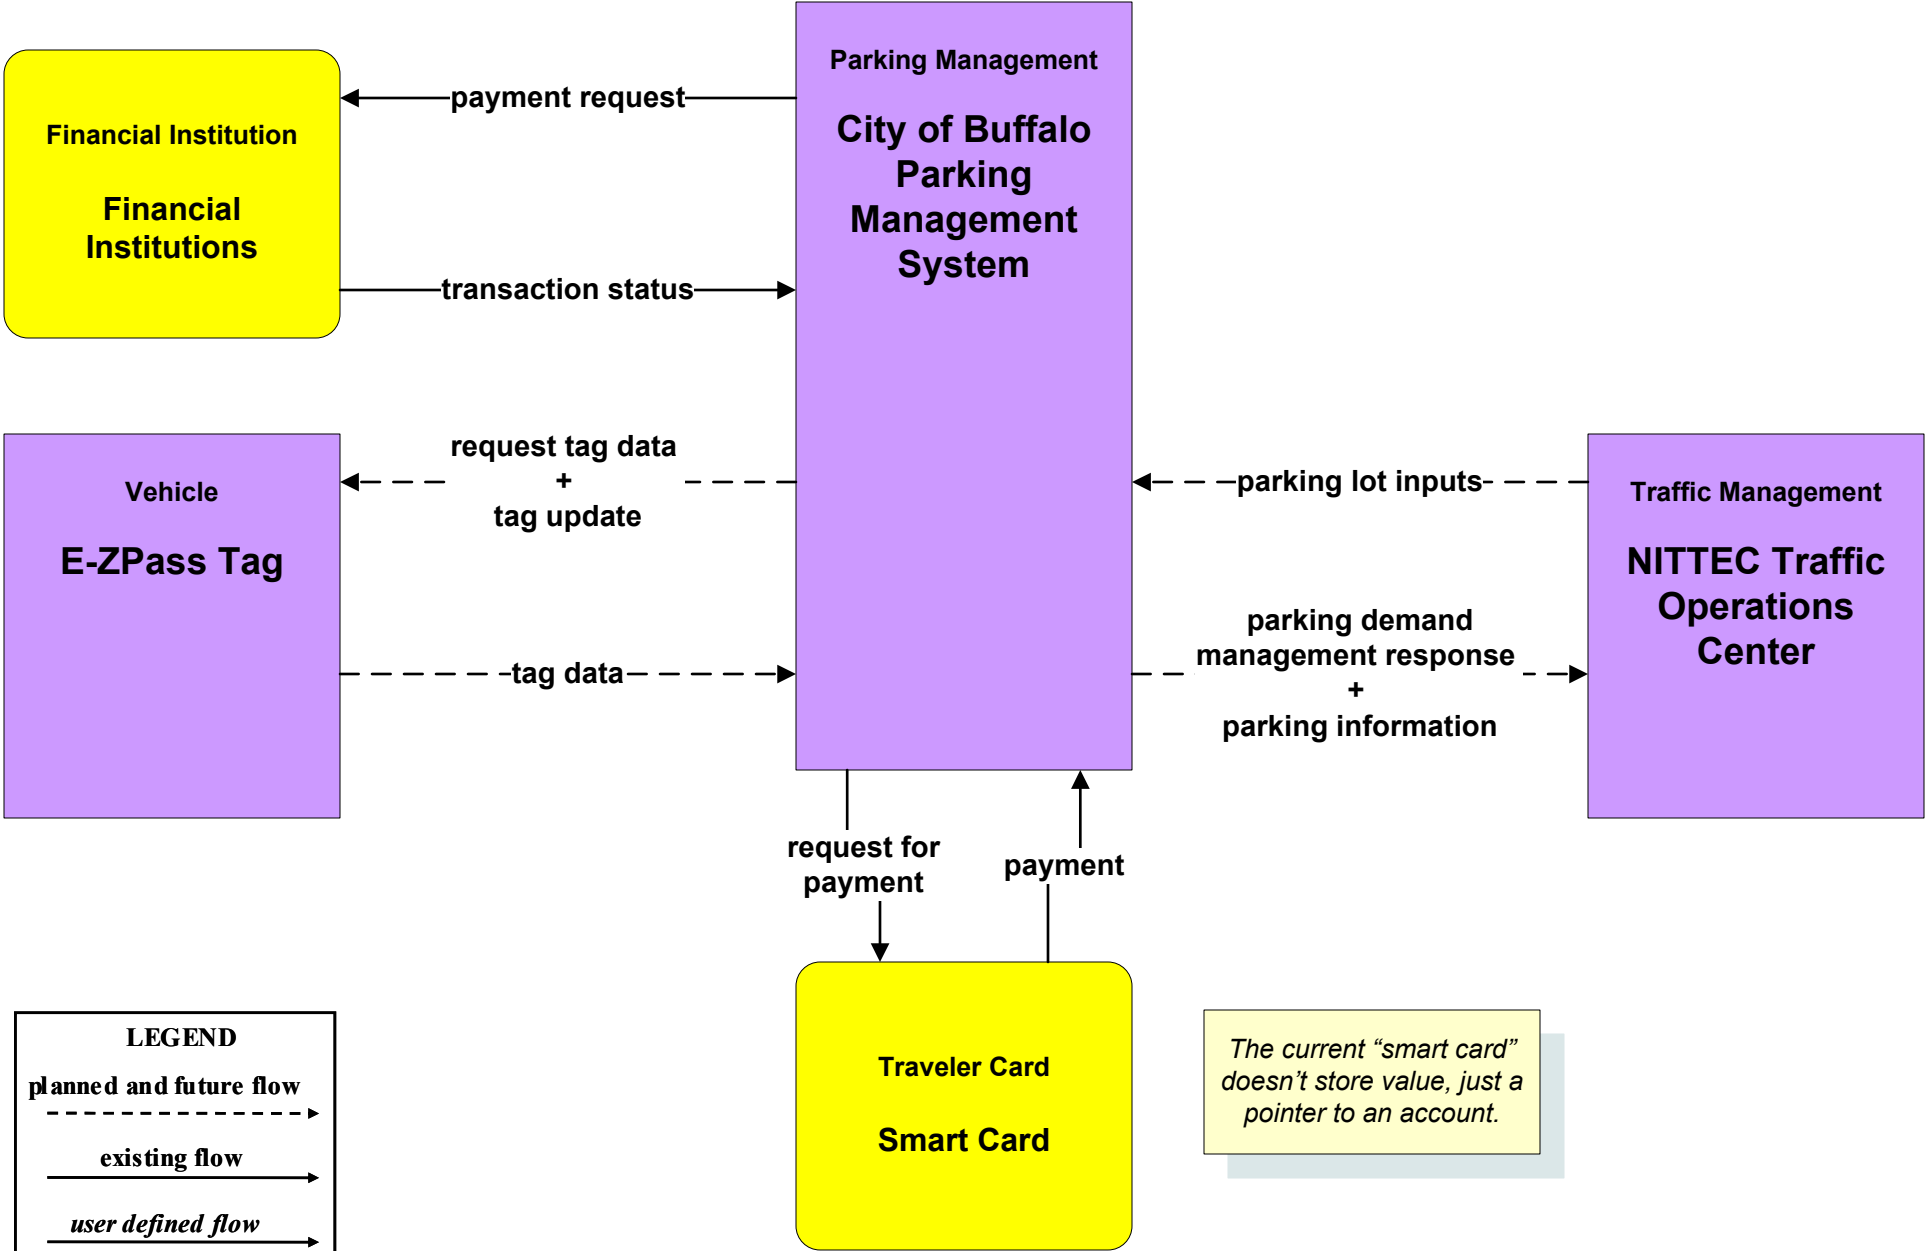 Parking Management
City of Buffalo
Parking
Management
System
Financial Institution
Financial
Institutions
payment request
transaction status
Vehicle
E-ZPass Tag
request tag data
+
tag update
tag data
parking lot inputs
parking demand
management response
+
parking information
Traffic Management
NITTEC Traffic
Operations
Center
request for
payment
payment
Traveler Card
Smart Card
The current “smart card”
doesn’t store value, just a
pointer to an account.
LEGEND
planned and future flow
existing flow
user defined flow